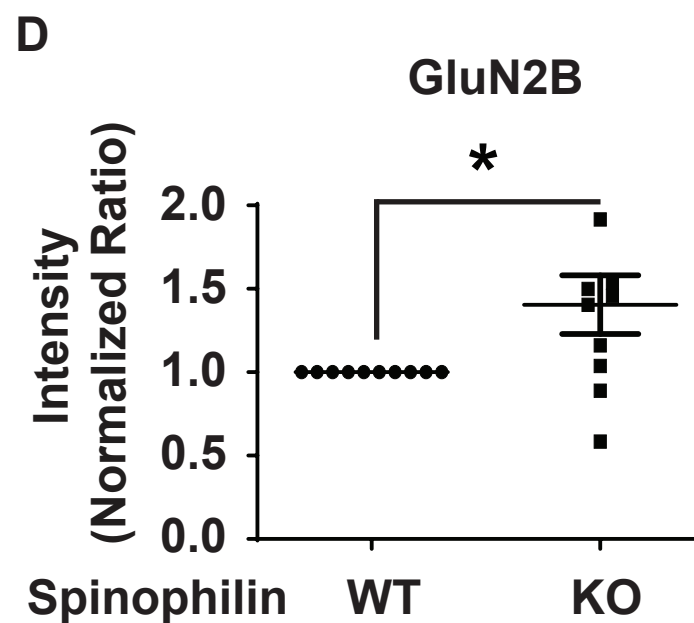 D
GluN2B
*
Intensity
(Normalized Ratio)
2.0
1.5
1.0
0.5
0.0
Spinophilin WT KO